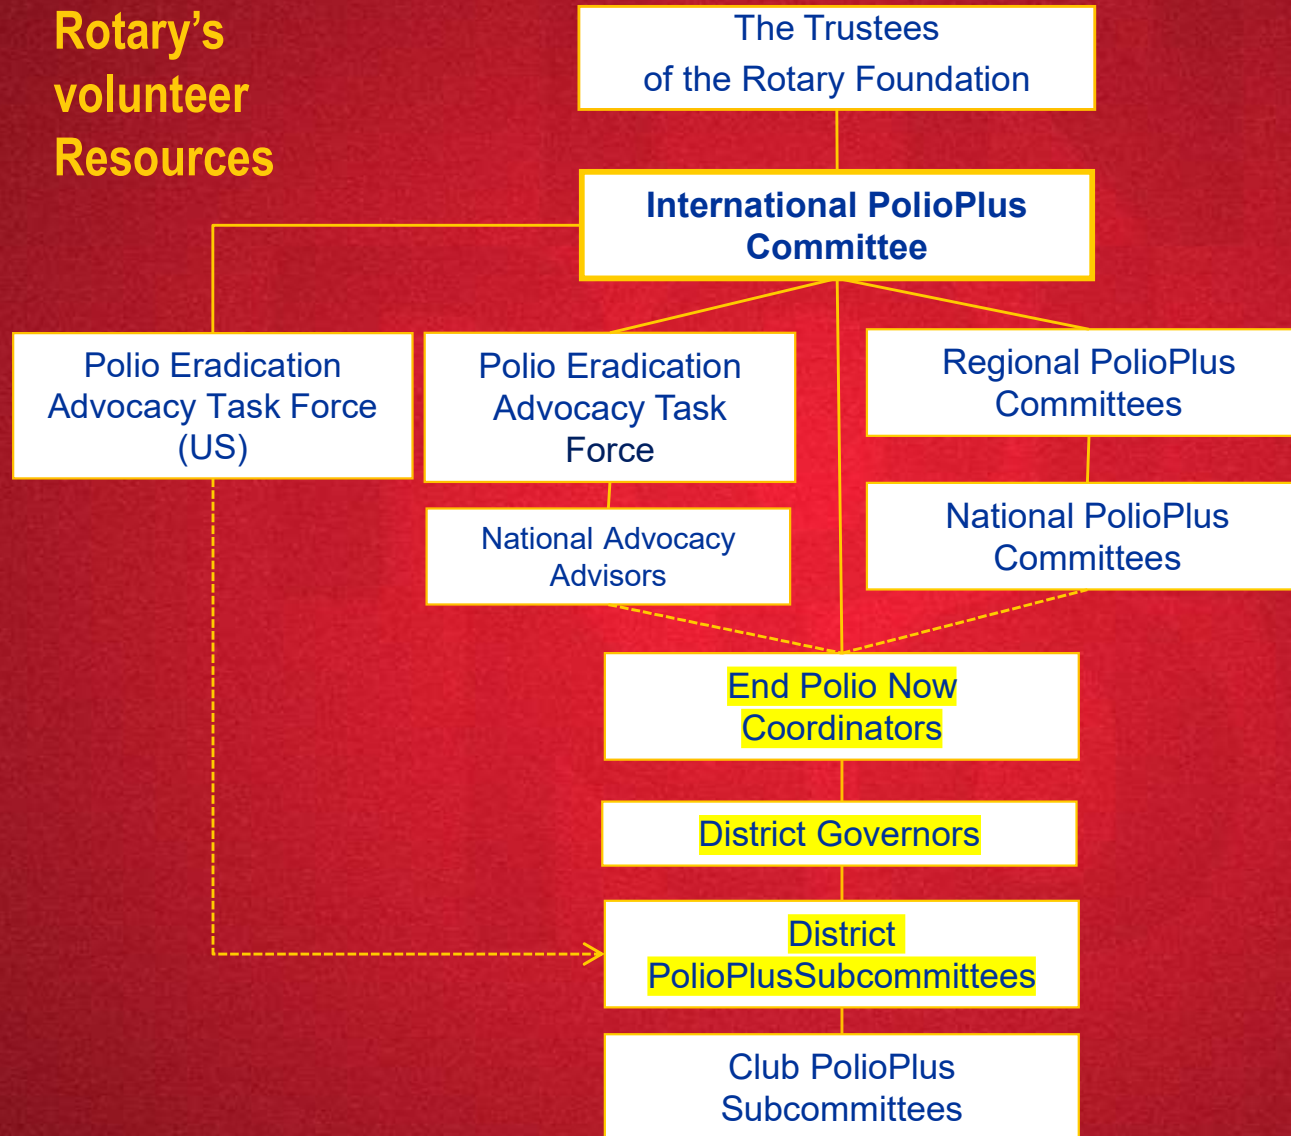 Rotary's
volunteer
Resources
The Trustees
of the Rotary Foundation
International PolioPlus
Committee
Polio Eradication
Advocacy Task Force
(US)
Polio Eradication
Advocacy Task
Force
Regional PolioPlus
Committees
National Advocacy
Advisors
National PolioPlus
Committees
End Polio Now
Coordinators
District Governors
District
PolioPlusSubcommittees
Club PolioPlus
Subcommittees